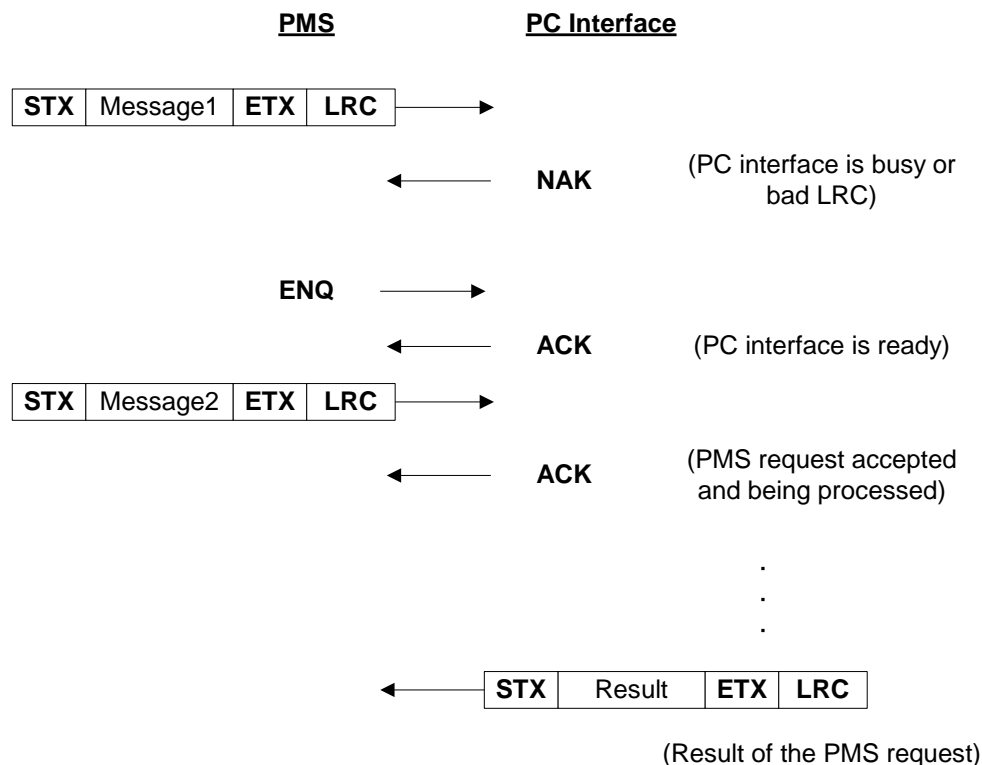 PMS PC Interface
STX Message1 ETX LRC
NAK (PC interface is busy or
bad LRC)
ENQ
ACK (PC interface is ready)
STX Message2 ETX LRC
ACK (PMS request accepted
and being processed)
.
.
.
STX Result ETX LRC
(Result of the PMS request)